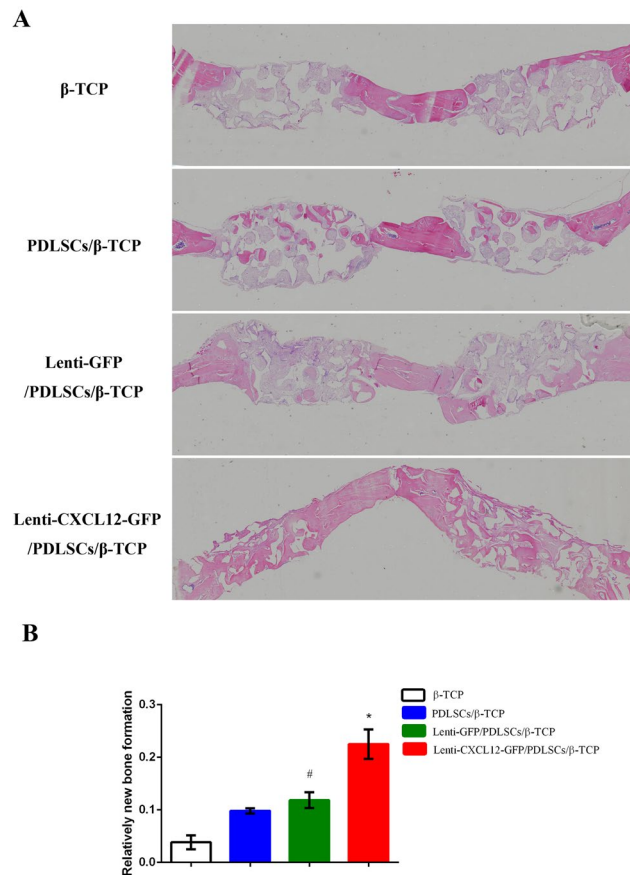 A
β-TCP
PDLSCs/β-TCP
Lenti-GFP
/PDLSCs/β-TCP
Lenti-CXCL12-GFP
/PDLSCs/β-TCP
B
Relatively new bone formation
0.3
0.2
0.1
0.0
#
*
β-TCP
PDLSCs/β-TCP
Lenti-GFP/PDLSCs/β-TCP
Lenti-CXCL12-GFP/PDLSCs/β-TCP